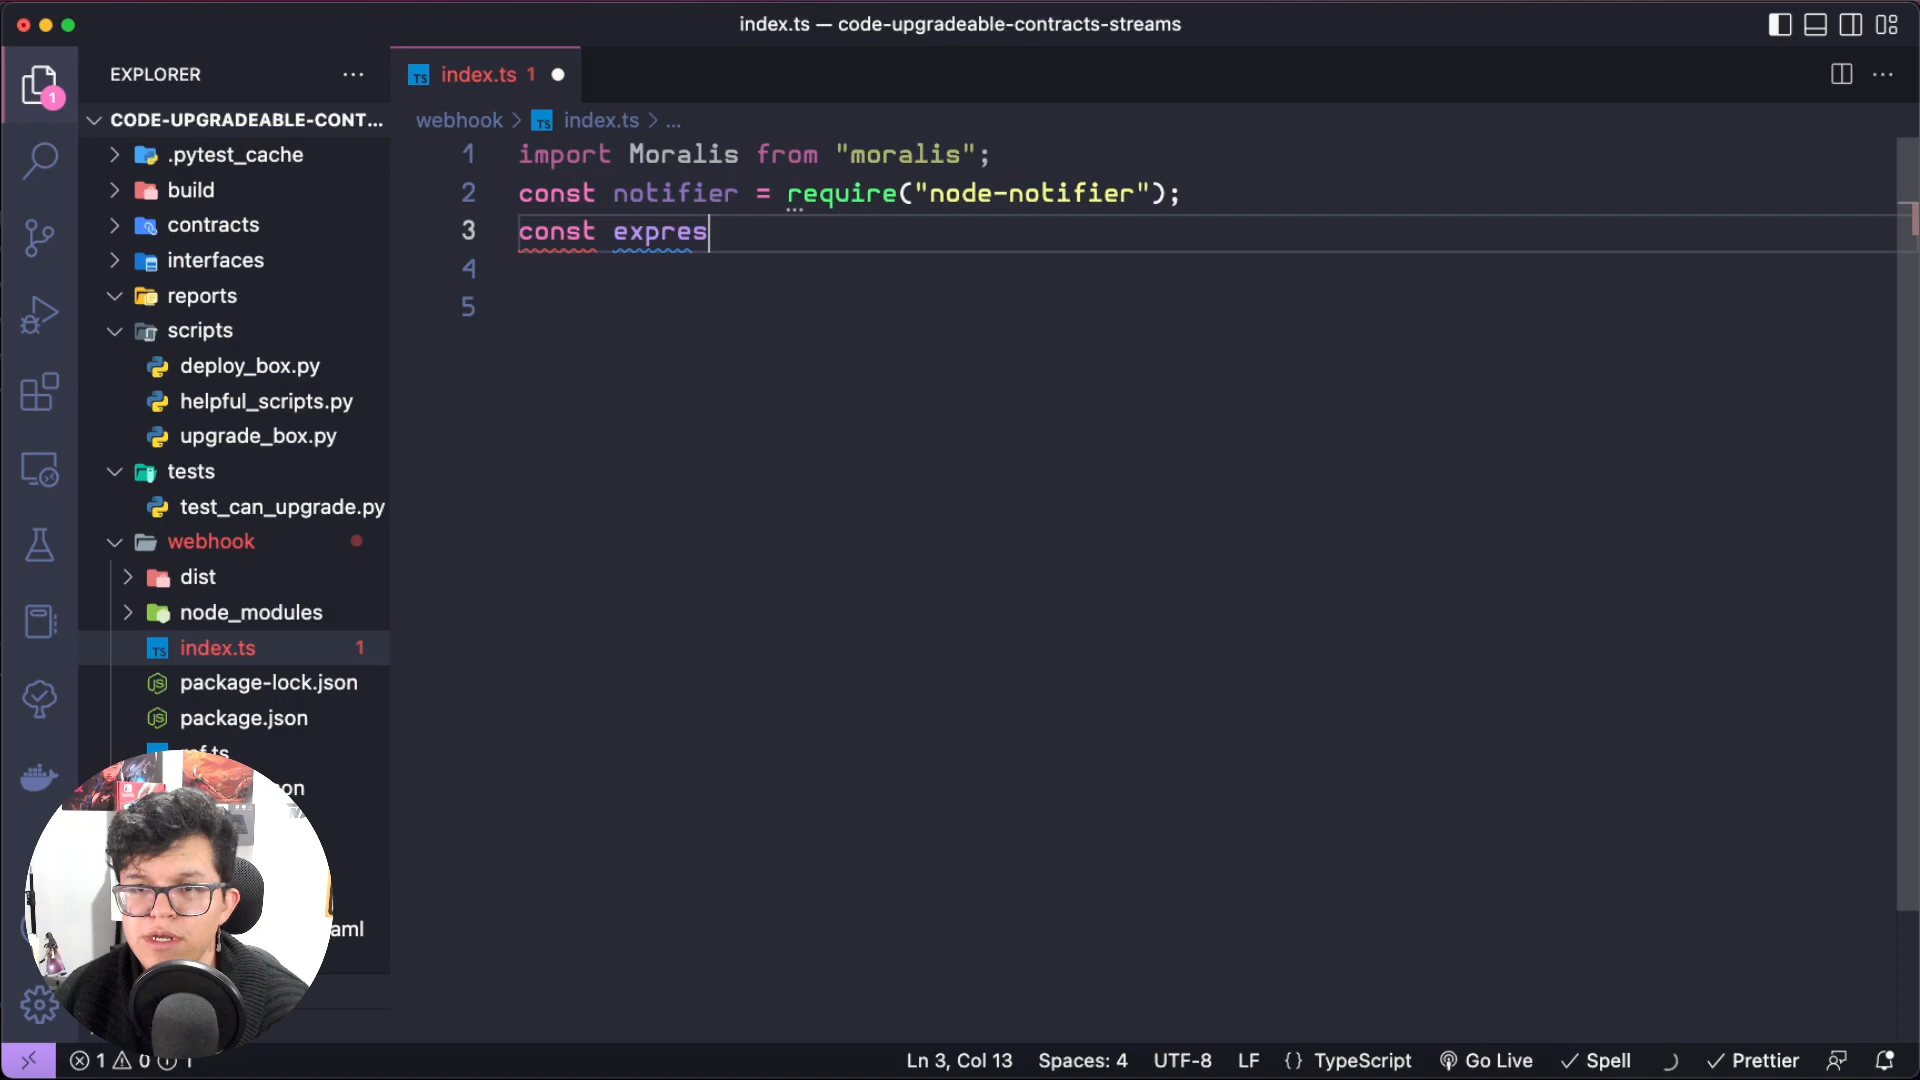 index.ts — code-upgradeable-contracts-streams
EXPLORER
index.ts 1
CODE-UPGRADEABLE-CONT...
webhook > TS index.ts > ...
.pytest_cache
build
contracts
interfaces
reports
scripts
deploy_box.py
helpful_scripts.py
upgrade_box.py
tests
test_can_upgrade.py
webhook
dist
node_modules
index.ts 1
package-lock.json
package.json
1 import Moralis from "moralis";
2 const notifier = require("node-notifier");
3 const expres
4
5
Ln 3, Col 13 Spaces: 4 UTF-8 LF {} TypeScript Go Live Spell Prettier